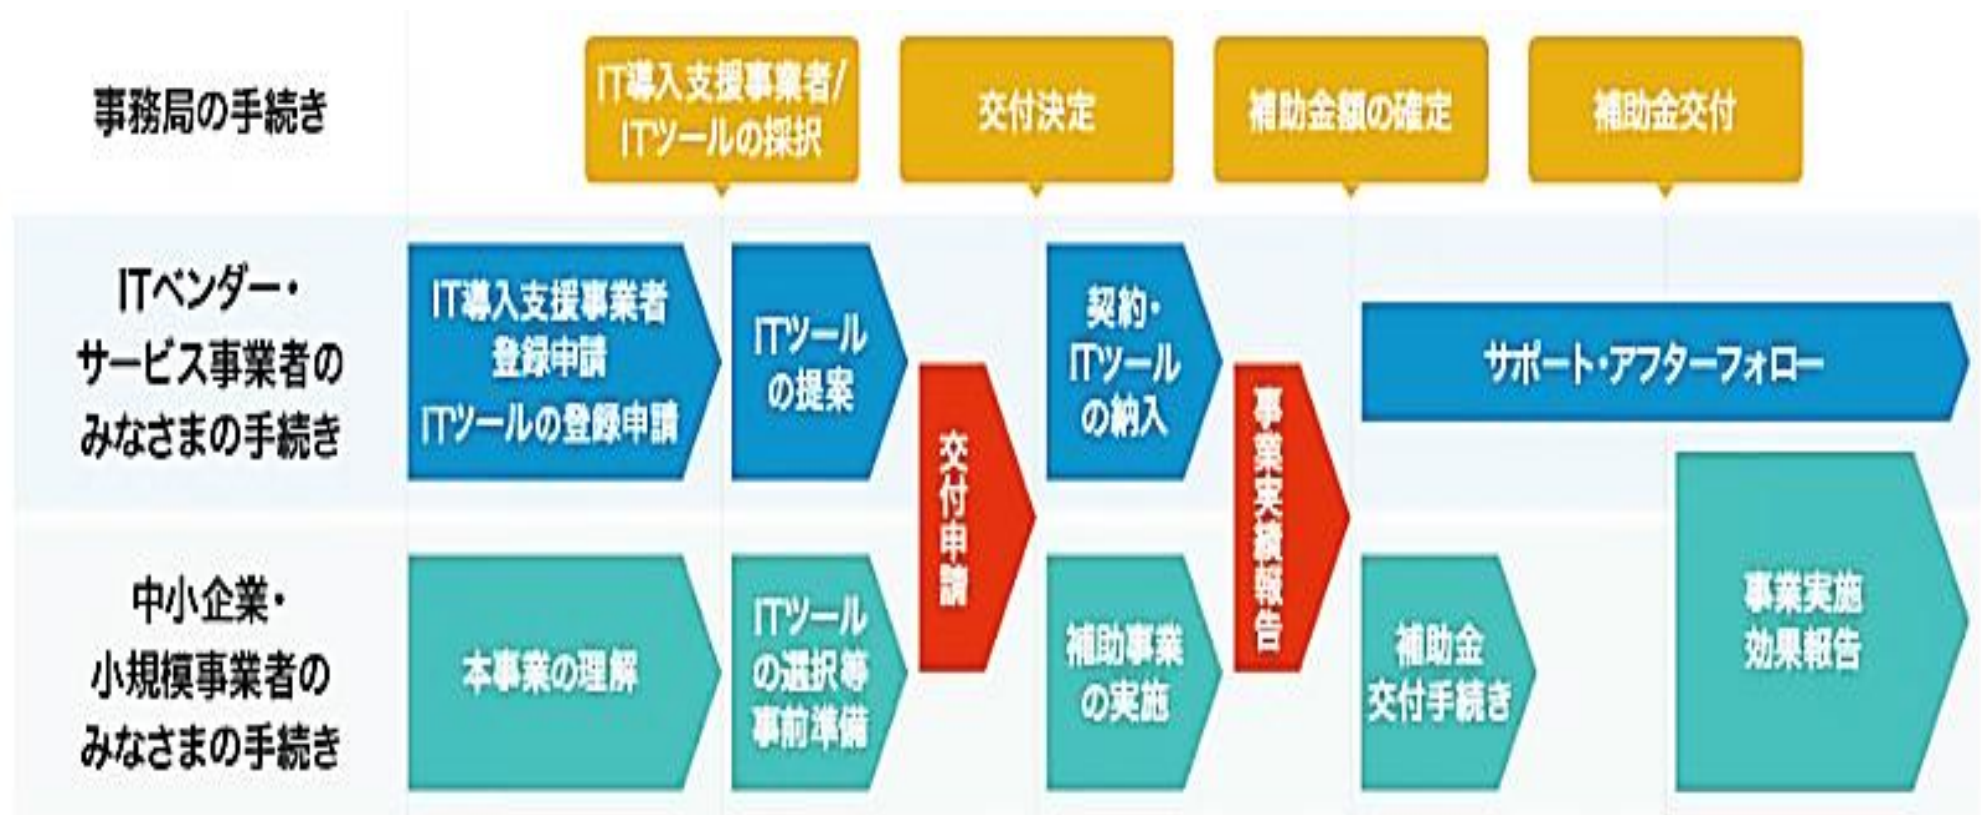 事務局の手続き
IT導入支援事業者/
ITツールの採択
交付決定
補助金額の確定
補助金交付
ITベンダー・
サービス事業者の
みなさまの手続き
IT導入支援事業者
登録申請
ITツールの登録申請
ITツール
の提案
交付申請
契約・
ITツール
の納入
事業実績報告
サポート・アフターフォロー
中小企業・
小規模事業者の
みなさまの手続き
本事業の理解
ITツール
の選択等
事前準備
補助事業
の実施
補助金
交付手続き
事業実施
効果報告